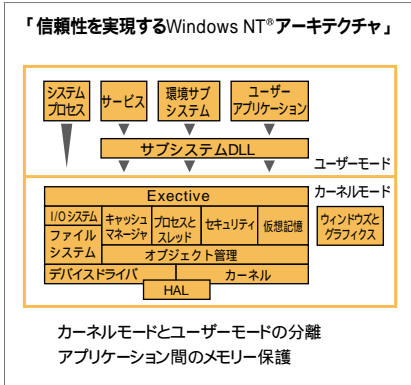 「信頼性を実現するWindows NT®アーキテクチャ」
システム
プロセス
サービス
環境サブ
システム
ユーザー
アプリケーション
サブシステムDLL
ユーザーモード
カーネルモード
Exective
I/Oシステム
ファイル
システム
キャッシュ
マネージャ
プロセスと
スレッド
セキュリティ
仮想記憶
ウィンドウズと
グラフィクス
オブジェクト管理
デバイスドライバ
カーネル
HAL
カーネルモードとユーザーモードの分離
アプリケーション間のメモリー保護